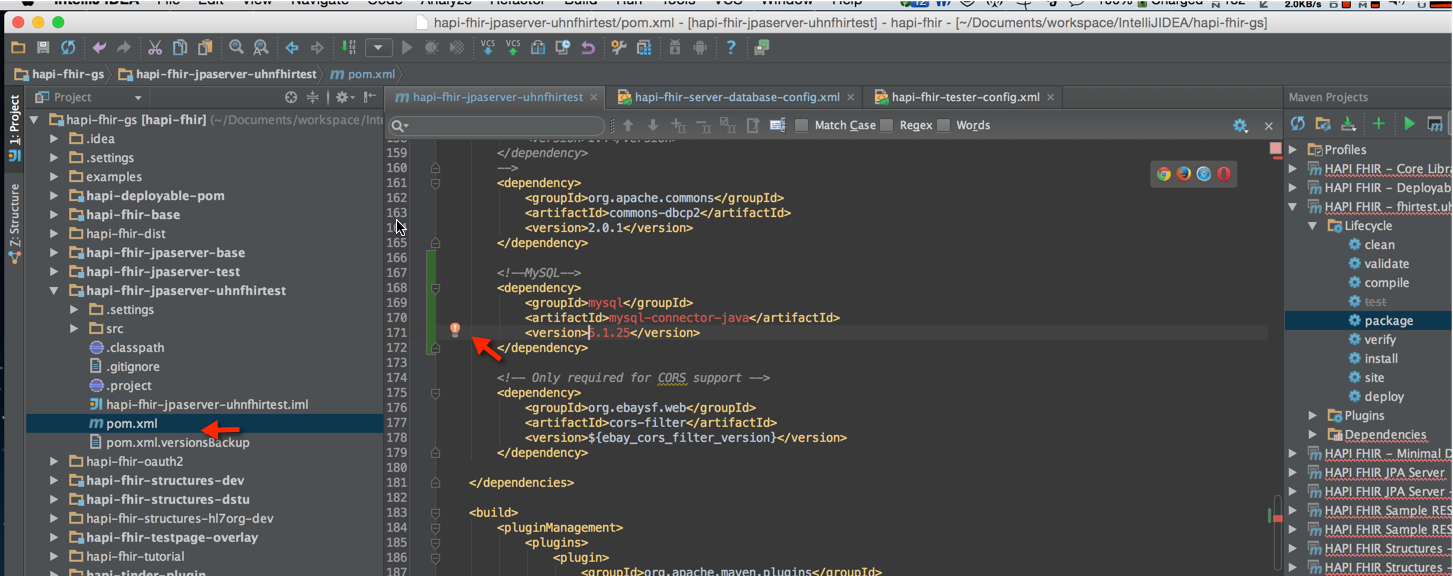 IntelliJ IDEA File Edit View Navigate Code Analyze Refactor Build Run Tools VCS Window Help
100% Charged
2.0KB/s
hapi-fhir-jpaserver-uhnfhirtest/pom.xml - [hapi-fhir-jpaserver-uhnfhirtest] - hapi-fhir - [~/Documents/workspace/IntelliJIDEA/hapi-fhir-gs]
VCS VCS
hapi-fhir-gs hapi-fhir-jpaserver-uhnfhirtest pom.xml
1: Project
Z: Structure
Project
hapi-fhir-gs [hapi-fhir] (~/Documents/workspace/Inte
.idea
.settings
examples
hapi-deployable-pom
hapi-fhir-base
hapi-fhir-dist
hapi-fhir-jpaserver-base
hapi-fhir-jpaserver-test
hapi-fhir-jpaserver-uhnfhirtest
.settings
src
.classpath
.gitignore
.project
hapi-fhir-jpaserver-uhnfhirtest.iml
pom.xml
pom.xml.versionsBackup
hapi-fhir-oauth2
hapi-fhir-structures-dev
hapi-fhir-structures-dstu
hapi-fhir-structures-hl7org-dev
hapi-fhir-testpage-overlay
hapi-fhir-tutorial
hapi-tinder-plugin
hapi-fhir-jpaserver-uhnfhirtest
hapi-fhir-server-database-config.xml
hapi-fhir-tester-config.xml
Match Case Regex Words
159 </dependency>
160 -->
161 <dependency>
162 <groupId>org.apache.commons</groupId>
163 <artifactId>commons-dbcp2</artifactId>
<version>2.0.1</version>
165 </dependency>
166
167 <!--MySQL-->
168 <dependency>
169 <groupId>mysql</groupId>
170 <artifactId>mysql-connector-java</artifactId>
171 <version>5.1.25</version>
172 </dependency>
173
174 <!-- Only required for CORS support -->
175 <dependency>
176 <groupId>org.ebaysf.web</groupId>
177 <artifactId>cors-filter</artifactId>
178 <version>${ebay_cors_filter_version}</version>
179 </dependency>
180
181 </dependencies>
182
183 <build>
184 <pluginManagement>
185 <plugins>
186 <plugin>
187 <groupId>org.apache.maven.plugins</groupId>
Maven Projects
Profiles
HAPI FHIR - Core Libra
HAPI FHIR - Deployab
HAPI FHIR - fhirtest.uh
Lifecycle
clean
validate
compile
test
package
verify
install
site
deploy
Plugins
Dependencies
HAPI FHIR - Minimal D
HAPI FHIR JPA Server
HAPI FHIR JPA Server -
HAPI FHIR Sample RES
HAPI FHIR Sample RES
HAPI FHIR Structures -
HAPI FHIR Structures -